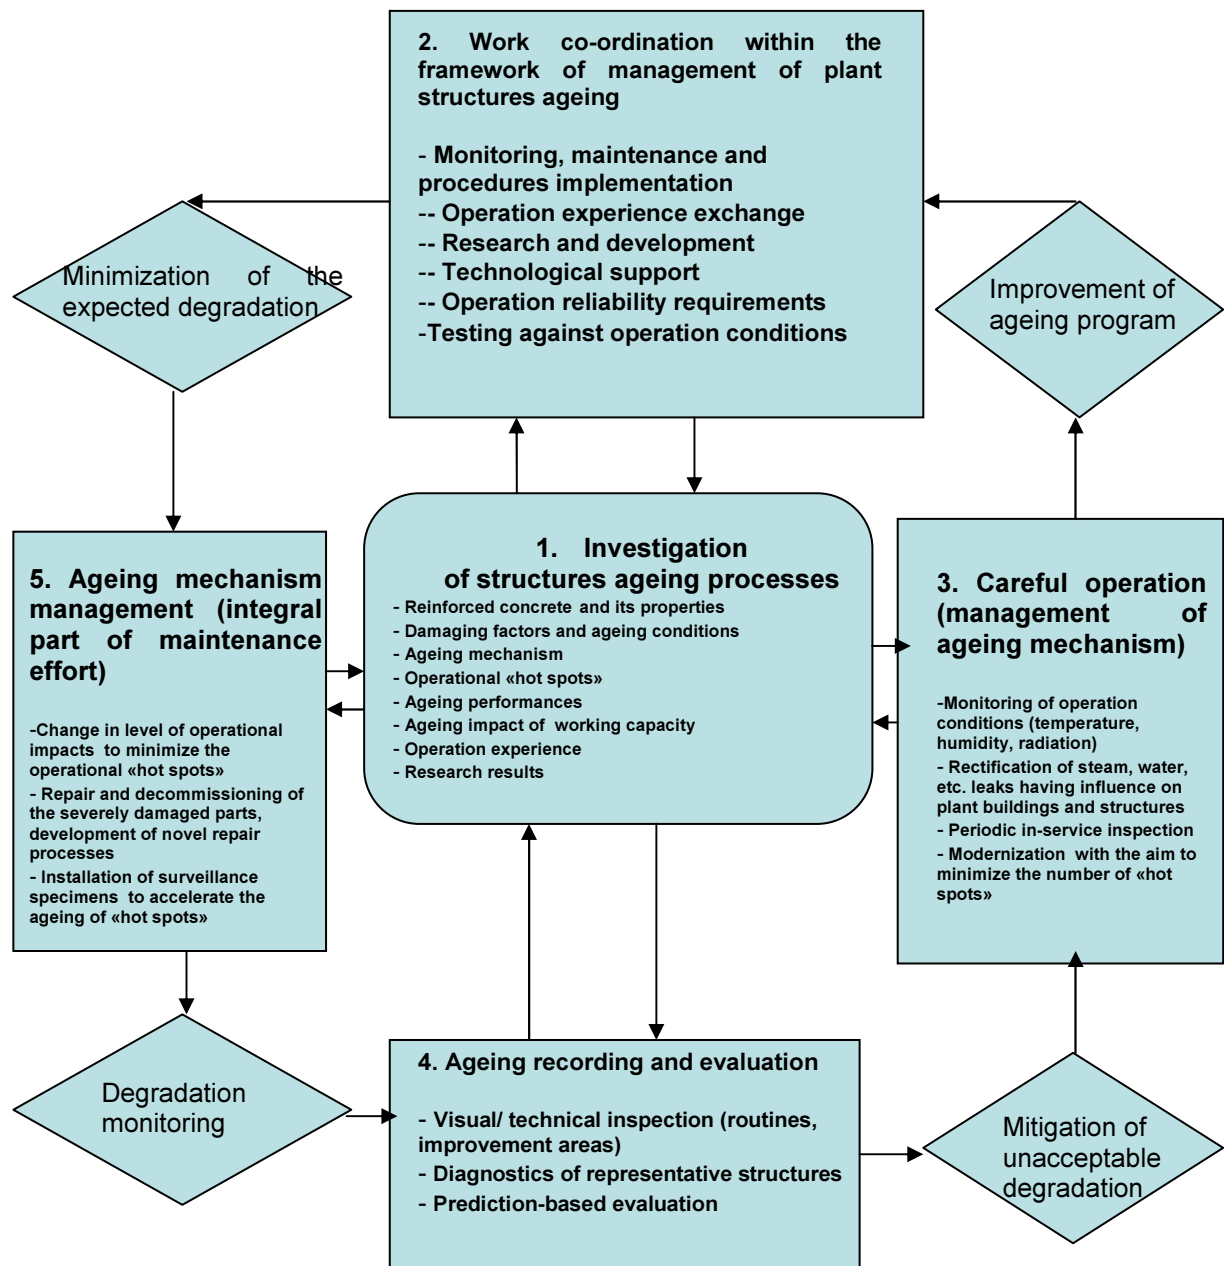 2. Work co-ordination within the
framework of management of plant
structures ageing
- Monitoring, maintenance and
procedures implementation
-- Operation experience exchange
-- Research and development
-- Technological support
-- Operation reliability requirements
-Testing against operation conditions
Minimization of the
expected degradation
Improvement of
ageing program
5. Ageing mechanism
management (integral
part of maintenance
effort)
-Change in level of operational
impacts to minimize the
operational «hot spots»
- Repair and decommissioning of
the severely damaged parts,
development of novel repair
processes
- Installation of surveillance
specimens to accelerate the
ageing of «hot spots»
1. Investigation
of structures ageing processes
- Reinforced concrete and its properties
- Damaging factors and ageing conditions
- Ageing mechanism
- Operational «hot spots»
- Ageing performances
- Ageing impact of working capacity
- Operation experience
- Research results
3. Careful operation
(management of
ageing mechanism)
-Monitoring of operation
conditions (temperature,
humidity, radiation)
- Rectification of steam, water,
etc. leaks having influence on
plant buildings and structures
- Periodic in-service inspection
- Modernization with the aim to
minimize the number of «hot
spots»
Degradation
monitoring
4. Ageing recording and evaluation
- Visual/ technical inspection (routines,
improvement areas)
- Diagnostics of representative structures
- Prediction-based evaluation
Mitigation of
unacceptable
degradation